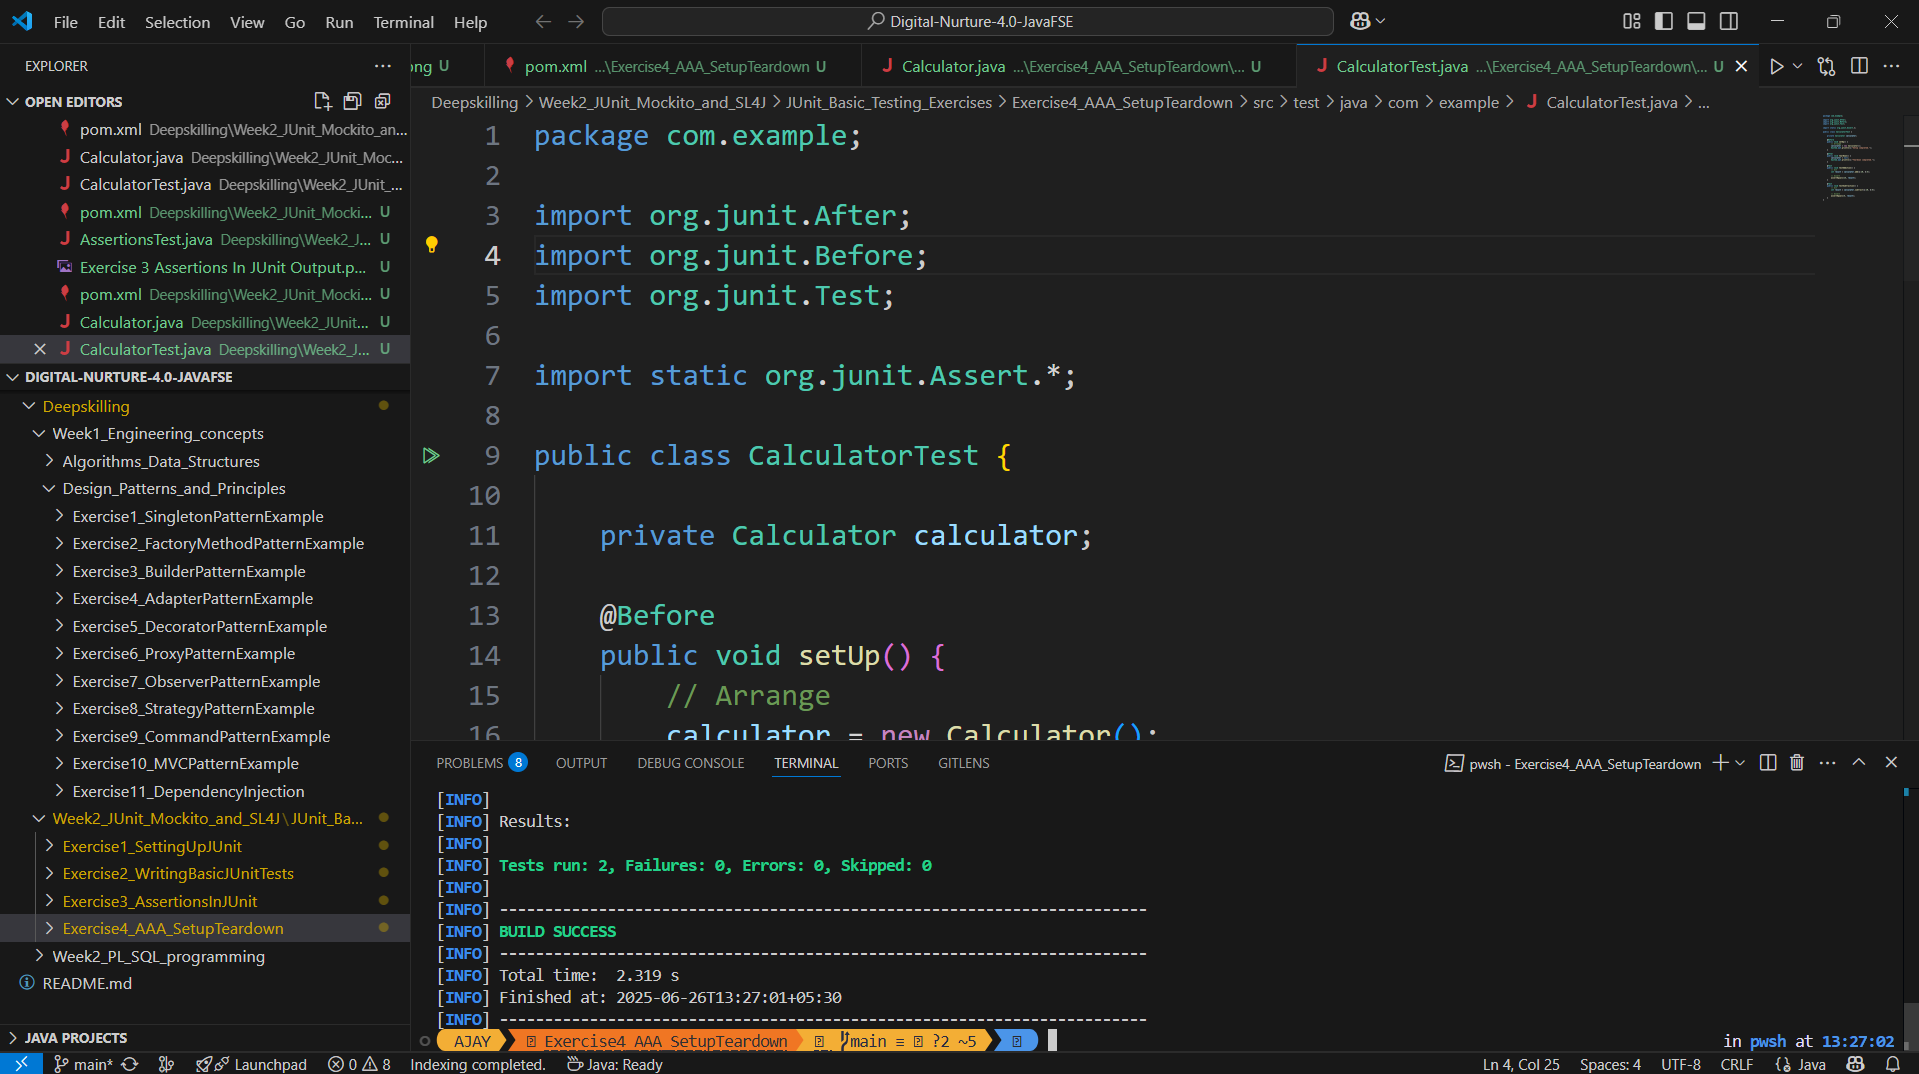 File Edit Selection View Go Run Terminal Help
Digital-Nurture-4.0-JavaFSE
EXPLORER
OPEN EDITORS
pom.xml Deepskilling\Week2_JUnit_Mockito_an...
Calculator.java Deepskilling\Week2_JUnit_Moc...
CalculatorTest.java Deepskilling\Week2_JUnit_...
pom.xml Deepskilling\Week2_JUnit_Mocki... U
AssertionsTest.java Deepskilling\Week2_J... U
Exercise 3 Assertions In JUnit Output.p... U
pom.xml Deepskilling\Week2_JUnit_Mocki... U
Calculator.java Deepskilling\Week2_JUnit... U
CalculatorTest.java Deepskilling\Week2_J... U
DIGITAL-NURTURE-4.0-JAVAFSE
Deepskilling
Week1_Engineering_concepts
Algorithms_Data_Structures
Design_Patterns_and_Principles
Exercise1_SingletonPatternExample
Exercise2_FactoryMethodPatternExample
Exercise3_BuilderPatternExample
Exercise4_AdapterPatternExample
Exercise5_DecoratorPatternExample
Exercise6_ProxyPatternExample
Exercise7_ObserverPatternExample
Exercise8_StrategyPatternExample
Exercise9_CommandPatternExample
Exercise10_MVCPatternExample
Exercise11_DependencyInjection
Week2_JUnit_Mockito_and_SL4J\JUnit_Ba...
Exercise1_SettingUpJUnit
Exercise2_WritingBasicJUnitTests
Exercise3_AssertionsInJUnit
Exercise4_AAA_SetupTeardown
Week2_PL_SQL_programming
README.md
JAVA PROJECTS
ong U
pom.xml ...\Exercise4_AAA_SetupTeardown U
Calculator.java ...\Exercise4_AAA_SetupTeardown\... U
CalculatorTest.java ...\Exercise4_AAA_SetupTeardown\... U
Deepskilling > Week2_JUnit_Mockito_and_SL4J > JUnit_Basic_Testing_Exercises > Exercise4_AAA_SetupTeardown > src > test > java > com > example > CalculatorTest.java > ...
1 package com.example;
2
3 import org.junit.After;
4 import org.junit.Before;
5 import org.junit.Test;
6
7 import static org.junit.Assert.*;
8
9 public class CalculatorTest {
10
11 private Calculator calculator;
12
13 @Before
14 public void setUp() {
15 // Arrange
16 calculator = new Calculator();
PROBLEMS 8 OUTPUT DEBUG CONSOLE TERMINAL PORTS GITLENS
pwsh - Exercise4_AAA_SetupTeardown
[INFO]
[INFO] Results:
[INFO]
[INFO] Tests run: 2, Failures: 0, Errors: 0, Skipped: 0
[INFO]
[INFO] ------------------------------------------------------------------------
[INFO] BUILD SUCCESS
[INFO] ------------------------------------------------------------------------
[INFO] Total time:  2.319 s
[INFO] Finished at: 2025-06-26T13:27:01+05:30
[INFO] ------------------------------------------------------------------------
AJAY Exercise4_AAA_SetupTeardown main ≡ ?2 ~5
in pwsh at 13:27:02
main* Launchpad 0 8 Indexing completed. Java: Ready
Ln 4, Col 25 Spaces: 4 UTF-8 CRLF Java